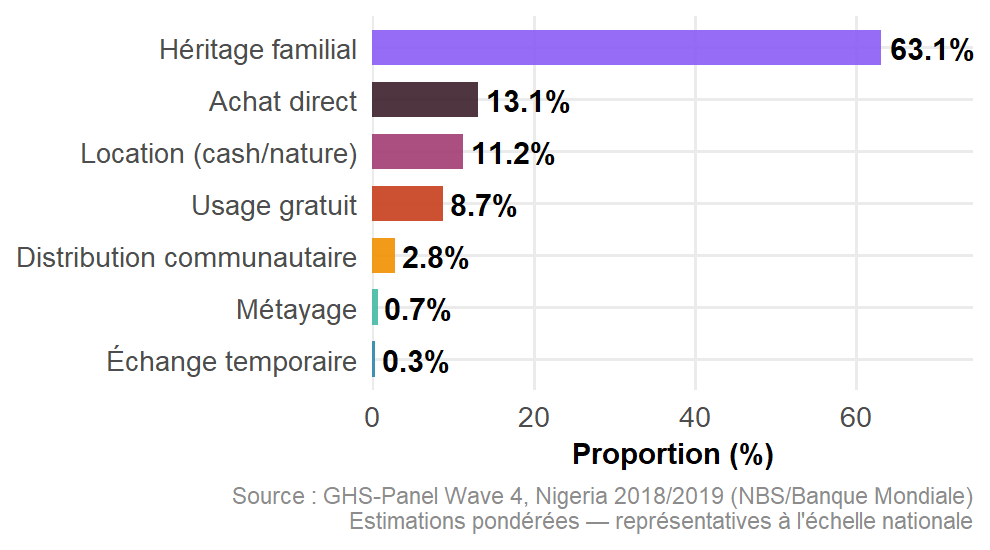 Héritage familial 63.1%
Achat direct 13.1%
Location (cash/nature) 11.2%
Usage gratuit 8.7%
Distribution communautaire 2.8%
Métayage 0.7%
Échange temporaire 0.3%
0 20 40 60
Proportion (%)
Source : GHS-Panel Wave 4, Nigeria 2018/2019 (NBS/Banque Mondiale)
Estimations pondérées — représentatives à l'échelle nationale